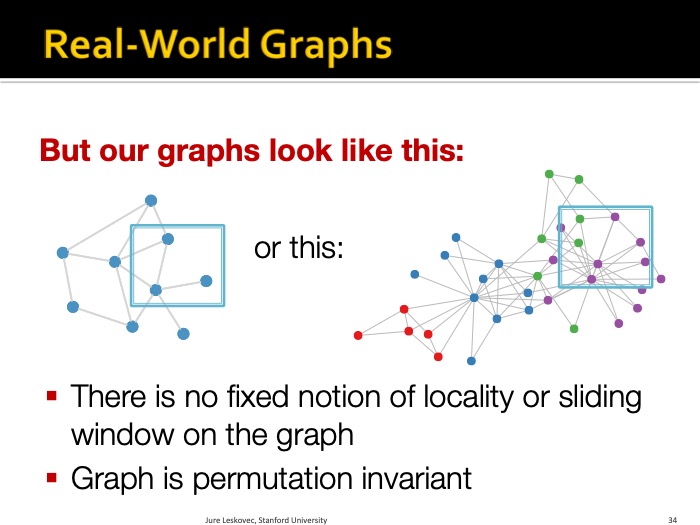 Real-World Graphs
But our graphs look like this:
or this:
▪ There is no fixed notion of locality or sliding
window on the graph
▪ Graph is permutation invariant
Jure Leskovec, Stanford University
34